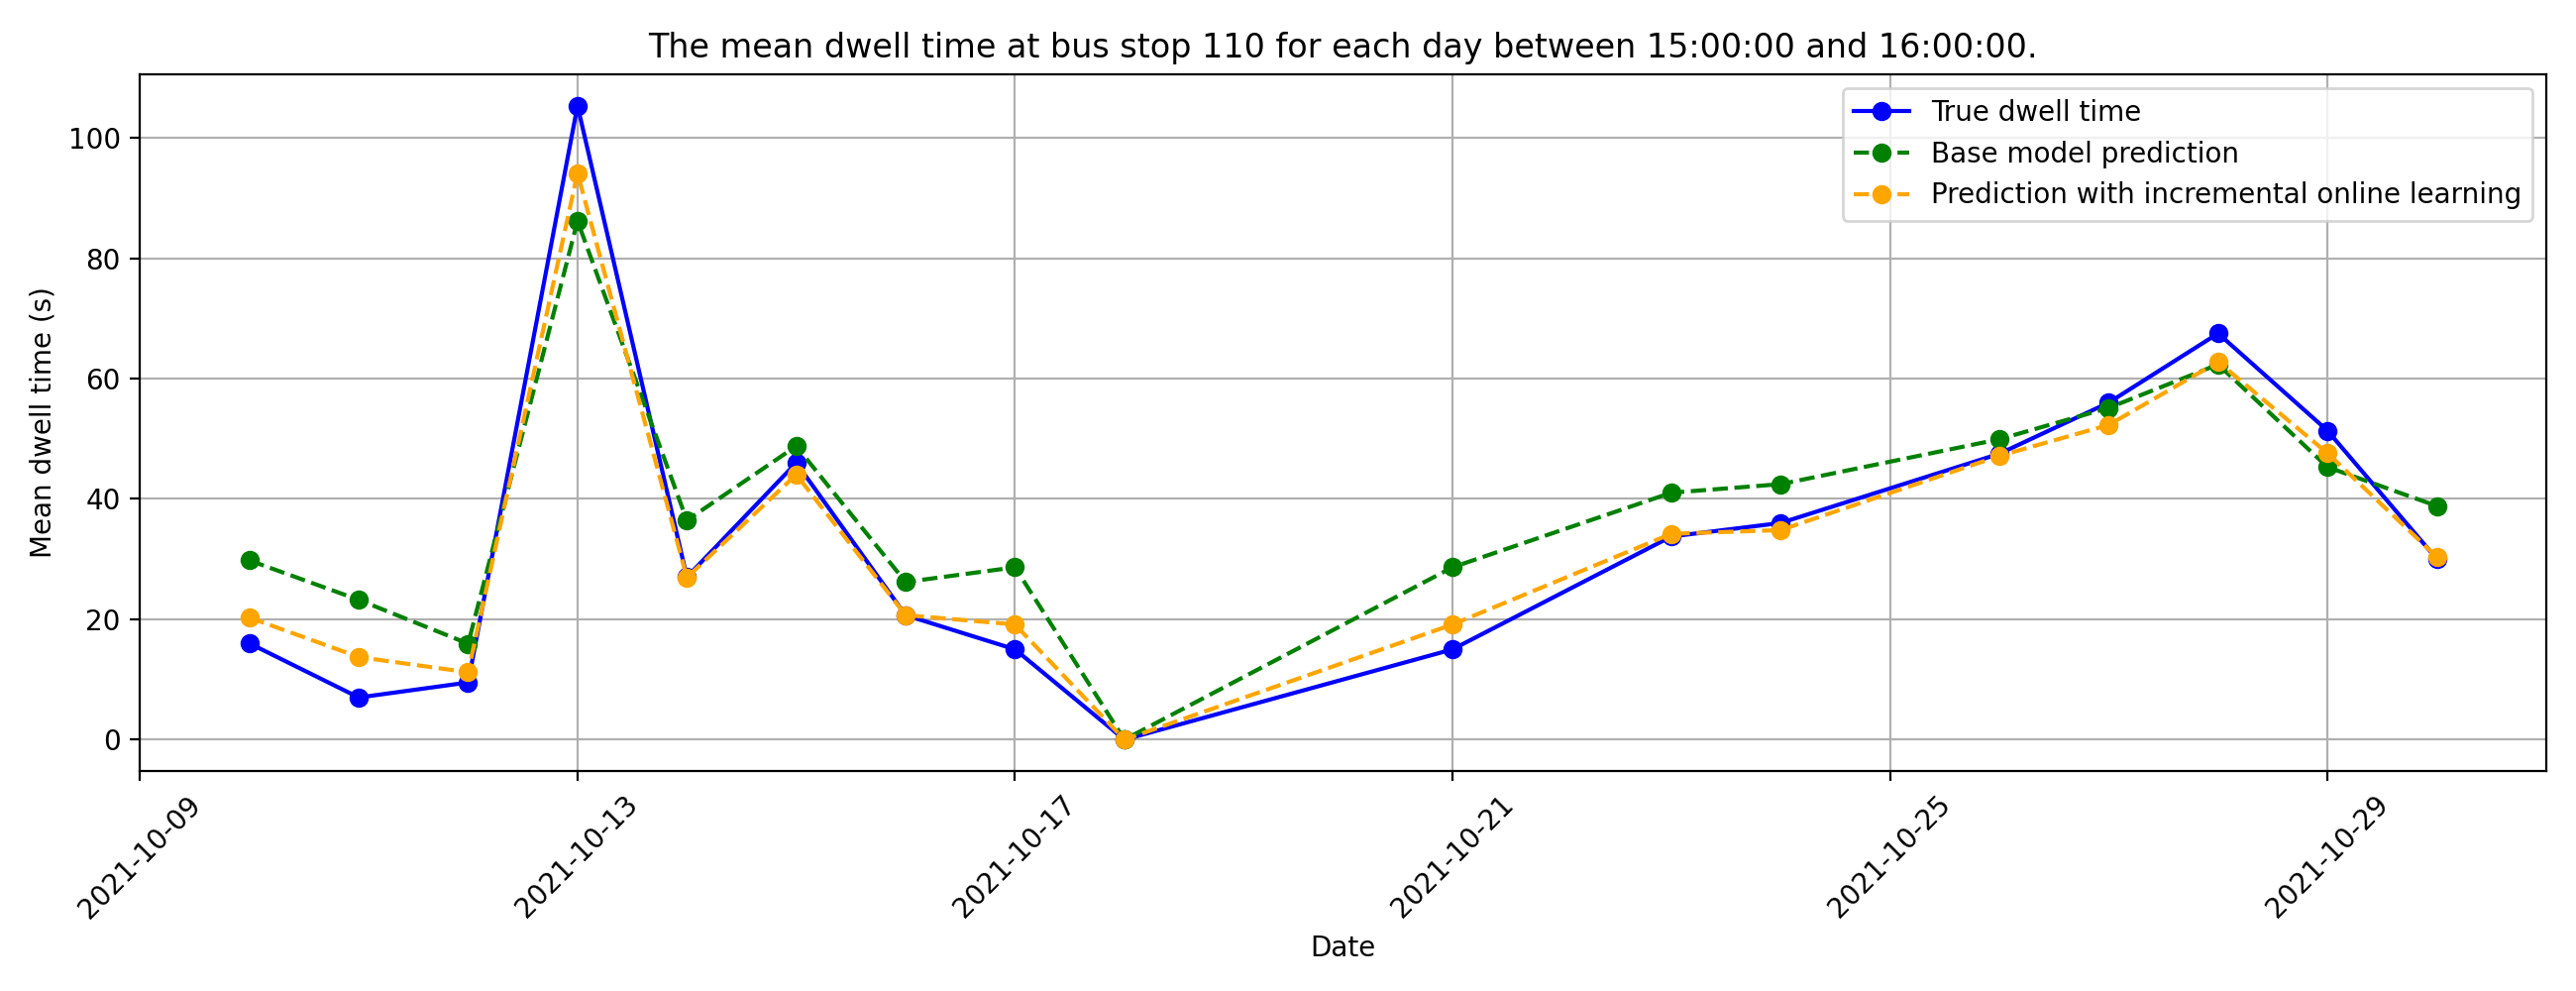 The mean dwell time at bus stop 110 for each day between 15:00:00 and 16:00:00.
True dwell time
Base model prediction
Prediction with incremental online learning
Mean dwell time (s)
100
80
60
40
20
0
2021-10-09
2021-10-13
2021-10-17
2021-10-21
2021-10-25
2021-10-29
Date